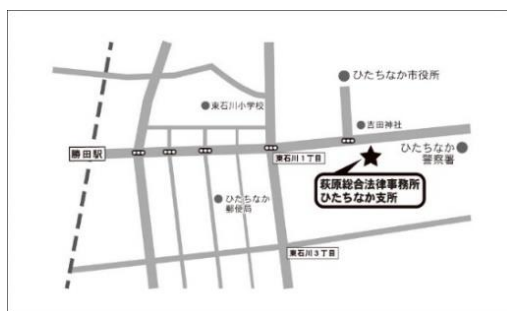 ひたちなか市役所
東石川小学校
吉田神社
勝田駅
東石川1丁目
ひたちなか
警察署
萩原総合法律事務所
ひたちなか支所
ひたちなか
郵便局
東石川3丁目